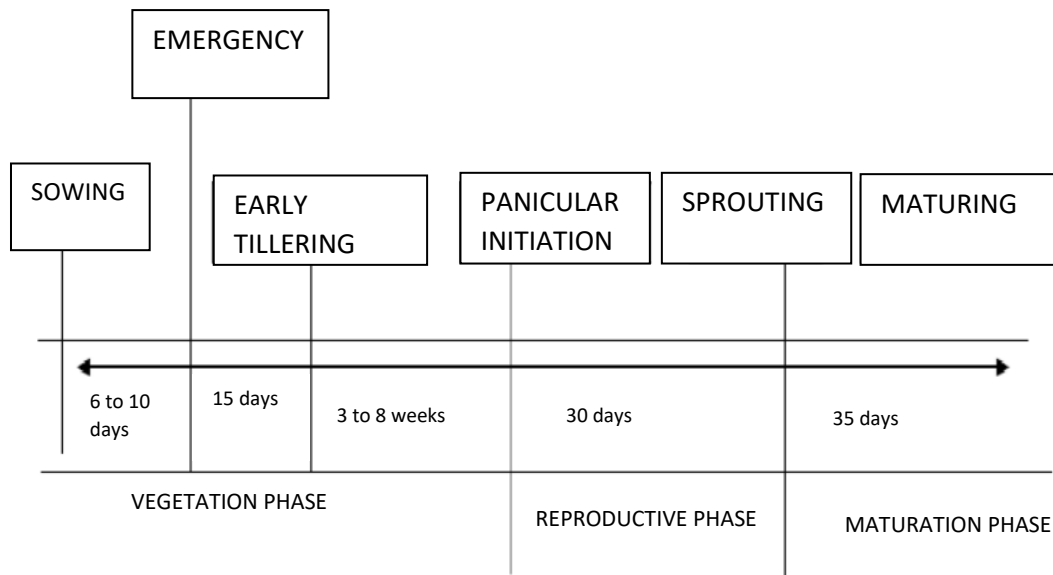 EMERGENCY
SOWING
EARLY
TILLERING
PANICULAR
INITIATION
SPROUTING
MATURING
6 to 10
days
15 days
3 to 8 weeks
30 days
35 days
VEGETATION PHASE
REPRODUCTIVE PHASE
MATURATION PHASE